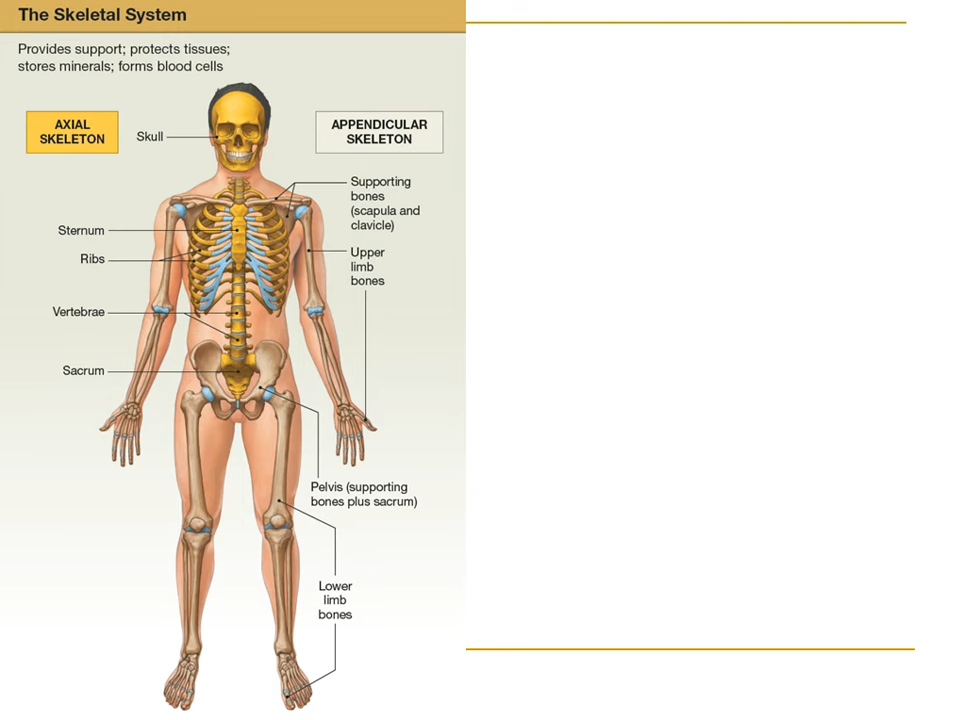 The Skeletal System
Provides support; protects tissues;
stores minerals; forms blood cells
AXIAL
SKELETON
APPENDICULAR
SKELETON
Skull
Supporting
bones
(scapula and
clavicle)
Sternum
Upper
limb
bones
Ribs
Vertebrae
Sacrum
Pelvis (supporting
bones plus sacrum)
Lower
limb
bones